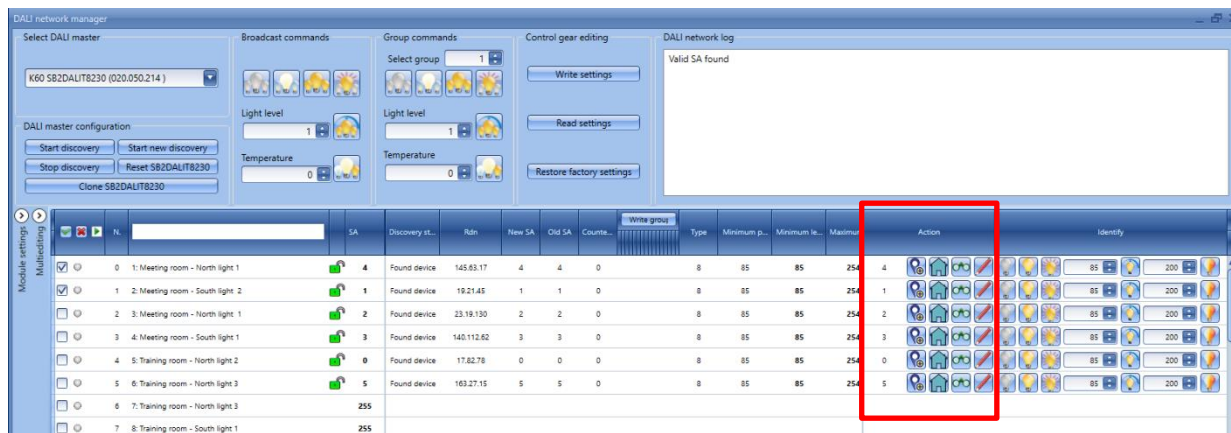 DALI network manager
Select DALI master
K60 SB2DALIT8230 (020.050.214 )
DALI master configuration
Start discovery Start new discovery
Stop discovery Reset SB2DALIT8230
Clone SB2DALIT8230
Broadcast commands
Light level
1
Temperature
0
Group commands
Select group 1
Light level
1
Temperature
0
Control gear editing
Write settings
Read settings
Restore factory settings
DALI network log
Valid SA found
Module settings
Multiediting
N. SA Discovery st... Rdn New SA Old SA Counte... Write group Type Minimum p... Minimum le... Maximum Action Identify
0 1: Meeting room - North light 1 4 Found device 145.63.17 4 4 0 8 85 85 254 4 85 200
1 2: Meeting room - South light 2 1 Found device 19.21.45 1 1 0 8 85 85 254 1 85 200
2 3: Meeting room - North light 1 2 Found device 23.19.130 2 2 0 8 85 85 254 2 85 200
3 4: Meeting room - South light 1 3 Found device 140.112.62 3 3 0 8 85 85 254 3 85 200
4 5: Training room - North light 2 0 Found device 17.82.78 0 0 0 8 85 85 254 0 85 200
5 6: Training room - North light 3 5 Found device 163.27.15 5 5 0 8 85 85 254 5 85 200
6 7: Training room - North light 3 255
7 8: Training room - South light 1 255